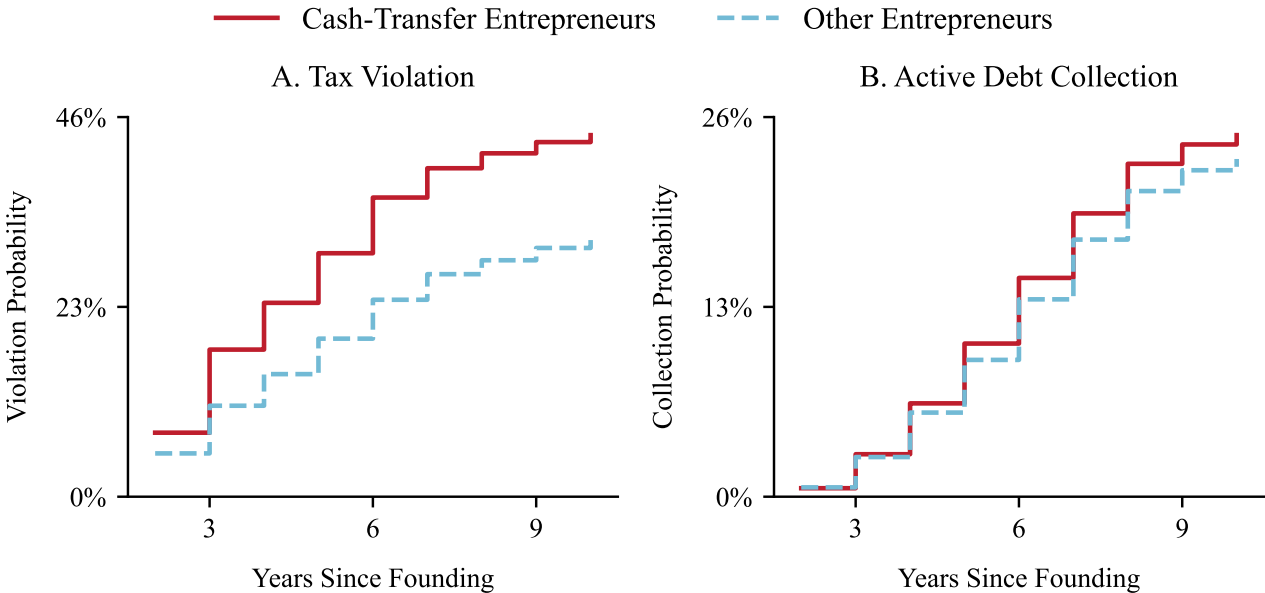 Cash-Transfer Entrepreneurs
Other Entrepreneurs
A. Tax Violation
46%
23%
0%
Violation Probability
3
6
9
Years Since Founding
B. Active Debt Collection
26%
13%
0%
Collection Probability
3
6
9
Years Since Founding